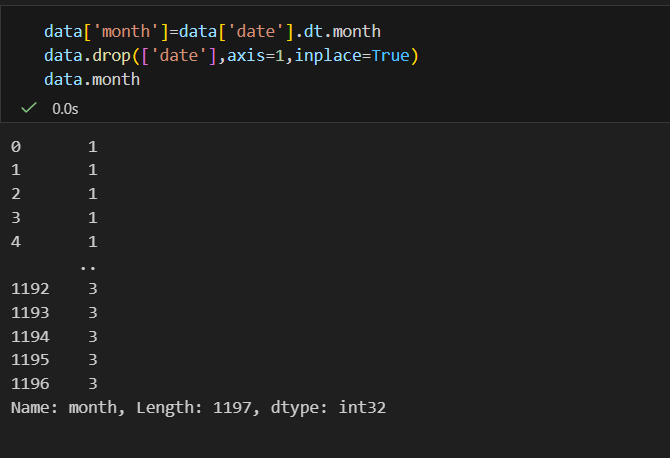 data['month']=data['date'].dt.month
data.drop(['date'],axis=1,inplace=True)
data.month
0.0s
0 1
1 1
2 1
3 1
4 1
..
1192 3
1193 3
1194 3
1195 3
1196 3
Name: month, Length: 1197, dtype: int32